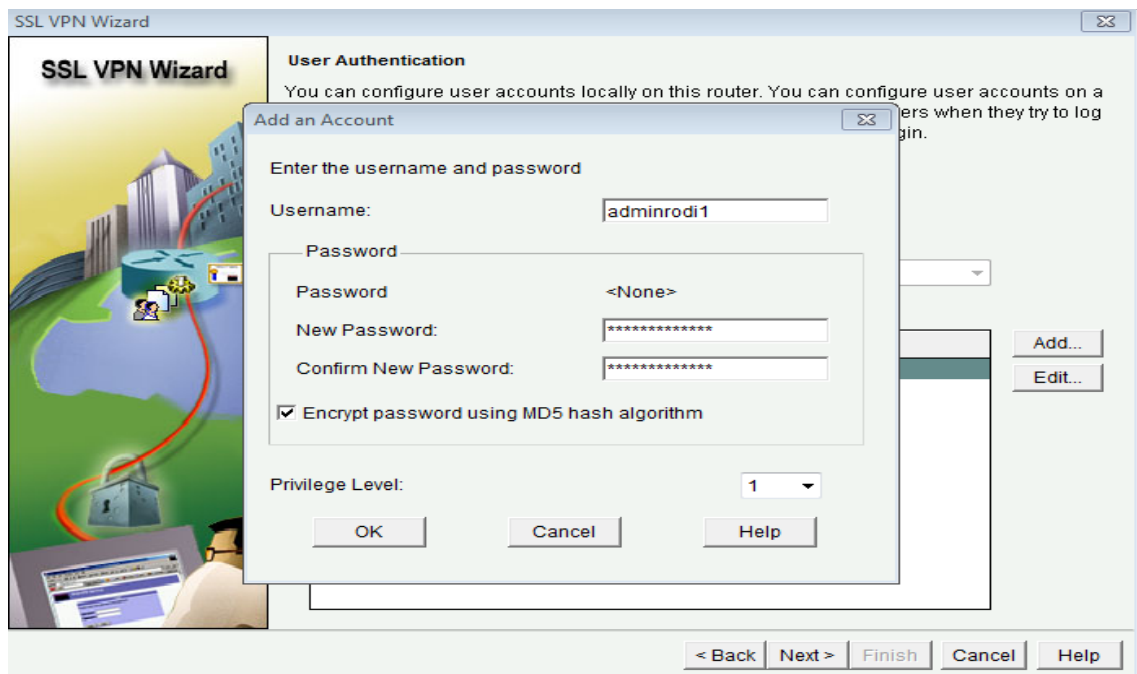 SSL VPN Wizard
SSL VPN Wizard
User Authentication
You can configure user accounts locally on this router. You can configure user accounts on a
ers when they try to log
gin.
Add an Account
Enter the username and password
Username: adminrodi1
Password
Password <None>
New Password: *************
Confirm New Password: *************
Encrypt password using MD5 hash algorithm
Privilege Level: 1
OK Cancel Help
Add...
Edit...
< Back Next > Finish Cancel Help